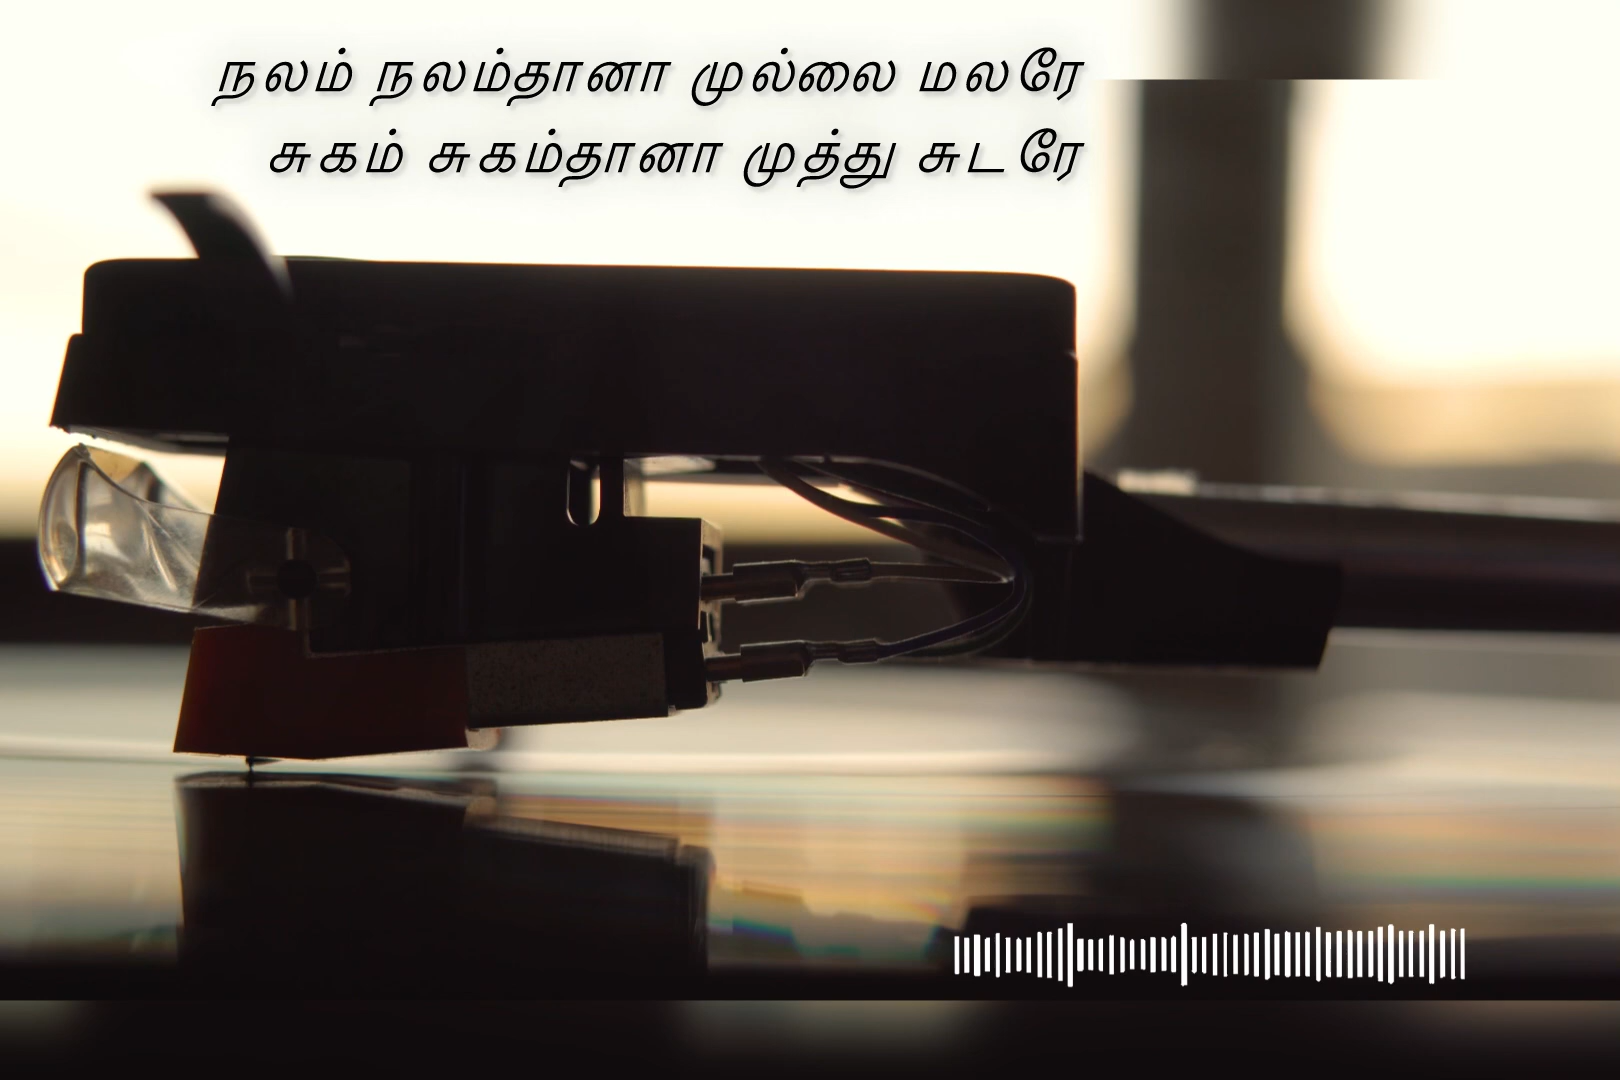 நலம் நலம்தானா முல்லை மலரே
சுகம் சுகம்தானா முத்து சுடரே